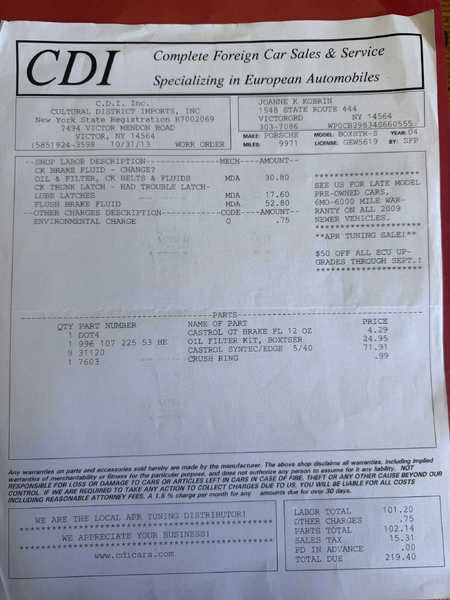 CDI
Complete Foreign Car Sales & Service
Specializing in European Automobiles
C.D.I. Inc.
CULTURAL DISTRICT IMPORTS, INC
New York State Registration R7002069
7494 VICTOR MENDON ROAD
VICTOR, NY 14564
(585)924-3598 10/31/13 WORK ORDER
JOANNE K KOBRIN
1548 STATE ROUTE 444
VICTORORD NY 14564
303-7086 WP0CB29834S660555
MAKE: PORSCHE MODEL: BOXSTR-S YEAR: 04
MILES: 9971 LICENSE: GEW5619 BY: SFP
--SHOP LABOR DESCRIPTION---------------MECH----AMOUNT--
CK BRAKE FLUID - CHANGE?
OIL & FILTER, CK BELTS & FLUIDS MDA 30.80
CK TRUNK LATCH - HAD TROUBLE LATCH-
LUBE LATCHES MDA 17.60
FLUSH BRAKE FLUID MDA 52.80
--OTHER CHARGES DESCRIPTION------------CODE----AMOUNT--
ENVIRONMENTAL CHARGE O .75
*********************
SEE US FOR LATE MODEL
PRE-OWNED CARS,
6MO-6000 MILE WAR-
RANTY ON ALL 2009
NEWER VEHICLES.
*********************
**APR TUNING SALE!**
$50 OFF ALL ECU UP-
GRADES THROUGH SEPT.!
*********************
PARTS
QTY PART NUMBER NAME OF PART PRICE
1 DOT4 CASTROL GT BRAKE FL 12 OZ 4.29
1 996 107 225 53 HE OIL FILTER KIT, BOXTSER 24.95
9 31120 CASTROL SYNTEC/EDGE 5/40 71.91
1 7603 CRUSH RING .99
Any warranties on parts and accessories sold hereby are made by the manufacturer. The above shop disclaims all warranties, including implied
warranties of merchantability or fitness for the particular purpose, and does not authorize any person to assume for it any liability. NOT
RESPONSIBLE FOR LOSS OR DAMAGE TO CARS OR ARTICLES LEFT IN CARS IN CASE OF FIRE, THEFT OR ANY OTHER CAUSE BEYOND OUR
CONTROL. IF WE ARE REQUIRED TO TAKE ANY ACTION TO COLLECT CHARGES DUE TO US, YOU WILL BE LIABLE FOR ALL COSTS
INCLUDING REASONABLE ATTORNEY FEES. A 1.5 % charge per month for any amounts due for over 30 days.
WE ARE THE LOCAL APR TUNING DISTRIBUTOR!
****************************************
WE APPRECIATE YOUR BUSINESS!
****************************************
www.cdicars.com
LABOR TOTAL 101.20
OTHER CHARGES .75
PARTS TOTAL 102.14
SALES TAX 15.31
PD IN ADVANCE .00
TOTAL DUE 219.40